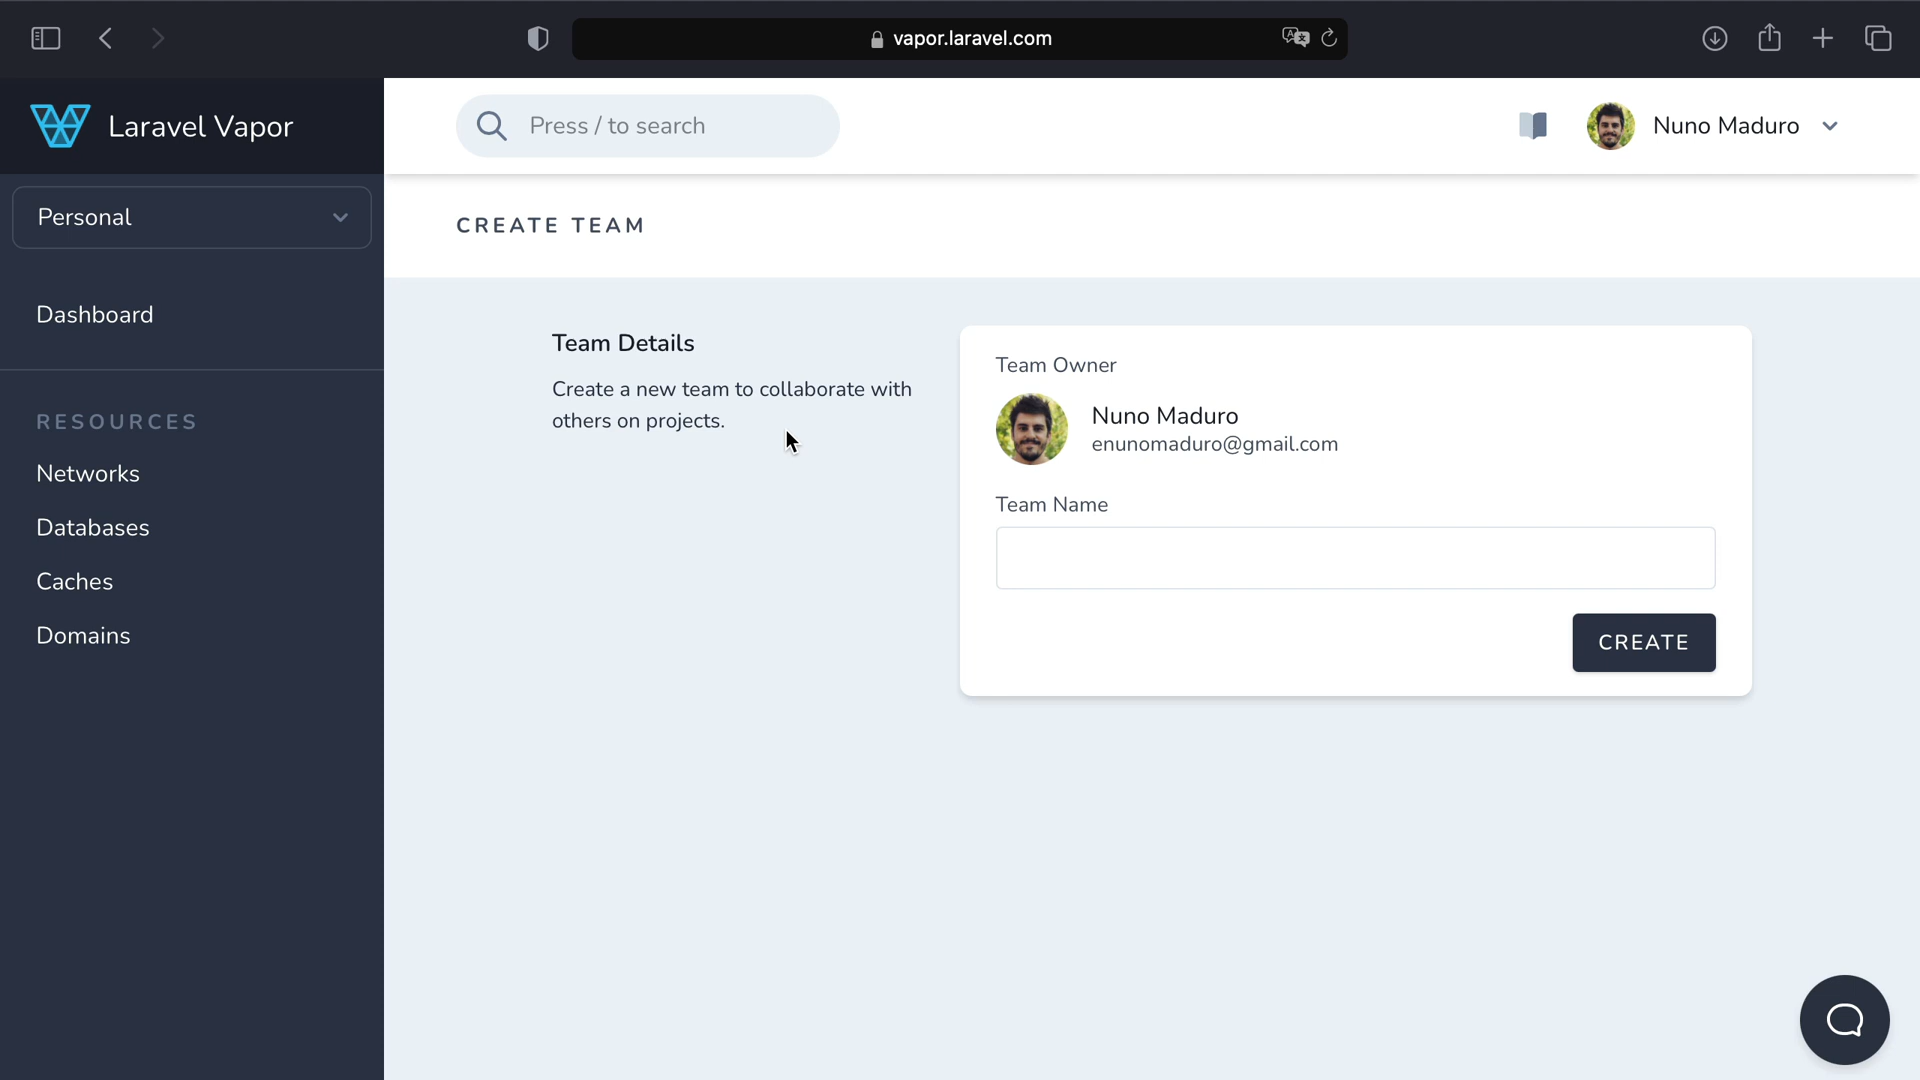 vapor.laravel.com
Laravel Vapor
Press / to search
Nuno Maduro
Personal
CREATE TEAM
Dashboard
RESOURCES
Networks
Databases
Caches
Domains
Team Details
Create a new team to collaborate with
others on projects.
Team Owner
Nuno Maduro
enunomaduro@gmail.com
Team Name
CREATE